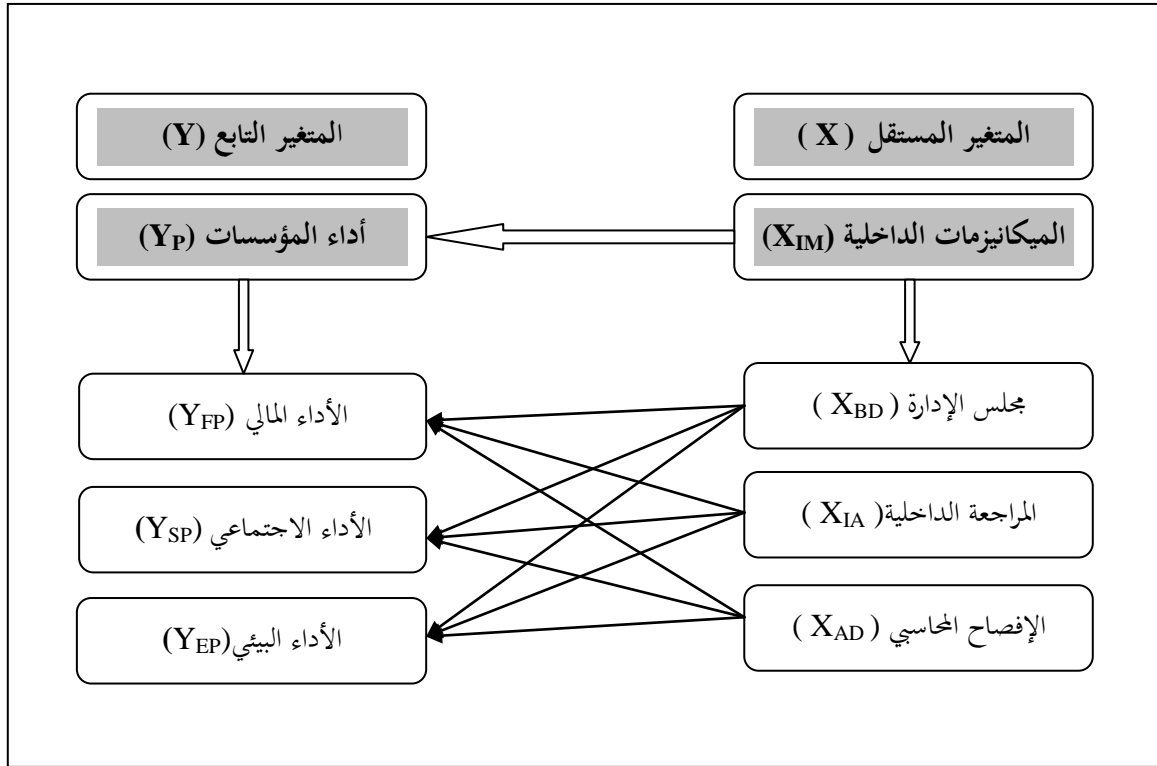 المتغير المستقل ( X )
المتغير التابع (Y)
الميكانيزمات الداخلية (XIM)
أداء المؤسسات (YP)
مجلس الإدارة ( XBD )
الأداء المالي (YFP)
المراجعة الداخلية( XIA )
الأداء الاجتماعي (YSP)
الإفصاح المحاسبي ( XAD )
الأداء البيئي(YEP)